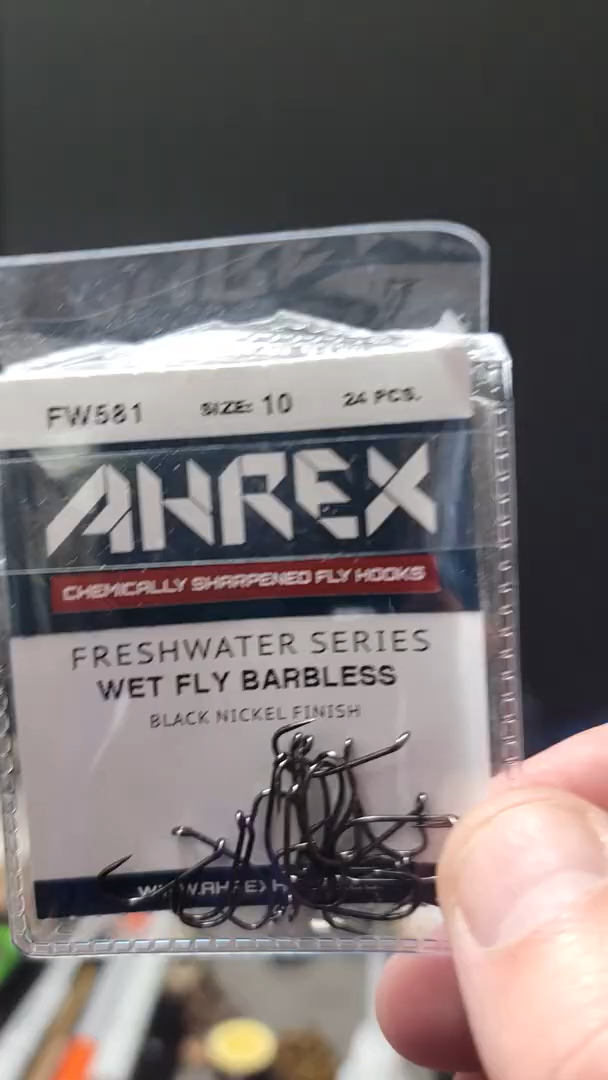 FW581 SIZE: 10 24 PCS.
AHREX
CHEMICALLY SHARPENED FLY HOOKS
FRESHWATER SERIES
WET FLY BARBLESS
BLACK NICKEL FINISH